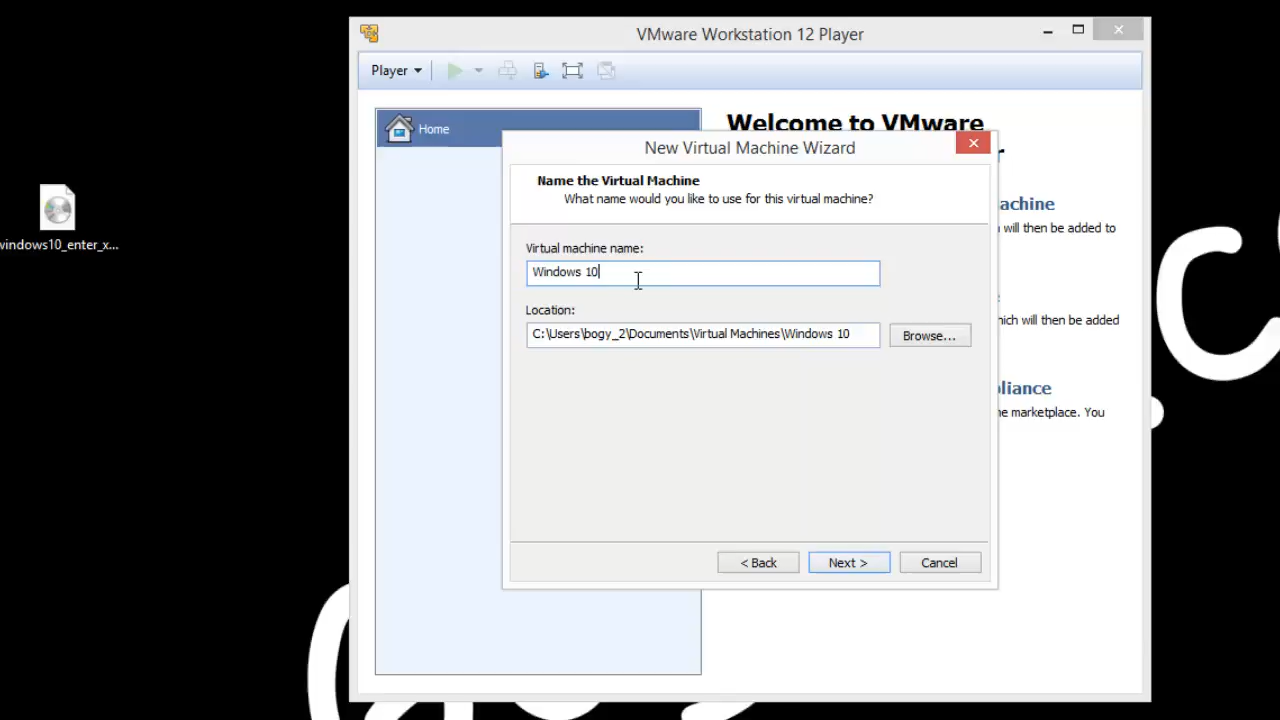 VMware Workstation 12 Player
Player
Home
Welcome to VMware
New Virtual Machine Wizard
Name the Virtual Machine
What name would you like to use for this virtual machine?
Virtual machine name:
Windows 10
Location:
C:\Users\bogy_2\Documents\Virtual Machines\Windows 10
Browse...
will then be added to
will then be added
marketplace. You
< Back
Next >
Cancel
windows10_enter_x...